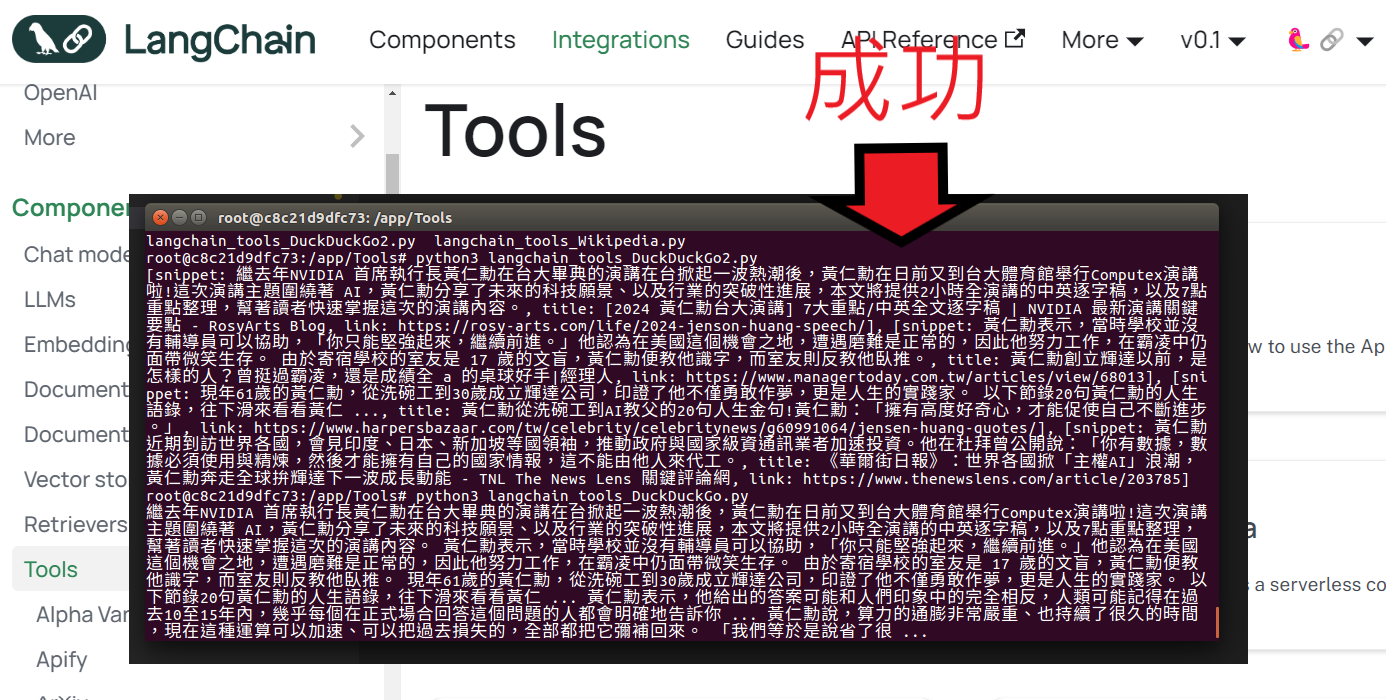 LangChain
Components
Integrations
Guides
API Reference
More
v0.1
成功
OpenAI
More
Tools
Chat mode
LLMs
Embedding
Document
Document
Vector sto
Retrievers
Tools
Alpha Van
Apify
root@c8c21d9dfc73: /app/Tools
langchain_tools_DuckDuckGo2.py  langchain_tools_Wikipedia.py
root@c8c21d9dfc73:/app/Tools# python3 langchain_tools_DuckDuckGo2.py
[snippet: 繼去年NVIDIA 首席執行長黃仁勳在台大畢典的演講在台掀起一波熱潮後，黃仁勳在日前又到台大體育館舉行Computex演講
啦!這次演講主題圍繞著 AI，黃仁勳分享了未來的科技願景、以及行業的突破性進展，本文將提供2小時全演講的中英逐字稿，以及7點
重點整理，幫著讀者快速掌握這次的演講內容。, title: [2024 黃仁勳台大演講] 7大重點/中英全文逐字稿 | NVIDIA 最新演講關鍵
要點 - RosyArts Blog, link: https://rosy-arts.com/life/2024-jenson-huang-speech/], [snippet: 黃仁勳表示，當時學校並沒
有輔導員可以協助，「你只能堅強起來，繼續前進。」他認為在美國這個機會之地，遭遇磨難是正常的，因此他努力工作，在霸凌中仍
面帶微笑生存。 由於寄宿學校的室友是 17 歲的文盲，黃仁勳便教他識字，而室友則反教他臥推。, title: 黃仁勳創立輝達以前，是
怎樣的人？曾挺過霸凌，還是成績全 a 的桌球好手|經理人, link: https://www.managertoday.com.tw/articles/view/68013], [sni
ppet: 現年61歲的黃仁勳，從洗碗工到30歲成立輝達公司，印證了他不僅勇敢作夢，更是人生的實踐家。 以下節錄20句黃仁勳的人生
語錄，往下滑來看看黃仁 ..., title: 黃仁勳從洗碗工到AI教父的20句人生金句!黃仁勳：「擁有高度好奇心，才能促使自己不斷進步
。」, link: https://www.harpersbazaar.com/tw/celebrity/celebritynews/g60991064/jensen-huang-quotes/], [snippet: 黃仁勳
近期到訪世界各國，會見印度、日本、新加坡等國領袖，推動政府與國家級資通訊業者加速投資。他在杜拜曾公開說：「你有數據，數
據必須使用與精煉，然後才能擁有自己的國家情報，這不能由他人來代工。, title: 《華爾街日報》：世界各國掀「主權AI」浪潮，
黃仁勳奔走全球拚輝達下一波成長動能 - TNL The News Lens 關鍵評論網, link: https://www.thenewslens.com/article/203785]
root@c8c21d9dfc73:/app/Tools# python3 langchain_tools_DuckDuckGo.py
繼去年NVIDIA 首席執行長黃仁勳在台大畢典的演講在台掀起一波熱潮後，黃仁勳在日前又到台大體育館舉行Computex演講啦!這次演講
主題圍繞著 AI，黃仁勳分享了未來的科技願景、以及行業的突破性進展，本文將提供2小時全演講的中英逐字稿，以及7點重點整理，
幫著讀者快速掌握這次的演講內容。 黃仁勳表示，當時學校並沒有輔導員可以協助，「你只能堅強起來，繼續前進。」他認為在美國
這個機會之地，遭遇磨難是正常的，因此他努力工作，在霸凌中仍面帶微笑生存。 由於寄宿學校的室友是 17 歲的文盲，黃仁勳便教
他識字，而室友則反教他臥推。 現年61歲的黃仁勳，從洗碗工到30歲成立輝達公司，印證了他不僅勇敢作夢，更是人生的實踐家。 以
下節錄20句黃仁勳的人生語錄，往下滑來看看黃仁 ... 黃仁勳表示，他給出的答案可能和人們印象中的完全相反，人類可能記得在過
去10至15年內，幾乎每個在正式場合回答這個問題的人都會明確地告訴你 ... 黃仁勳說，算力的通膨非常嚴重、也持續了很久的時間
，現在這種運算可以加速、可以把過去損失的，全部都把它彌補回來。 「我們等於是說省了很 ...
w to use the Ap
a
s a serverless co